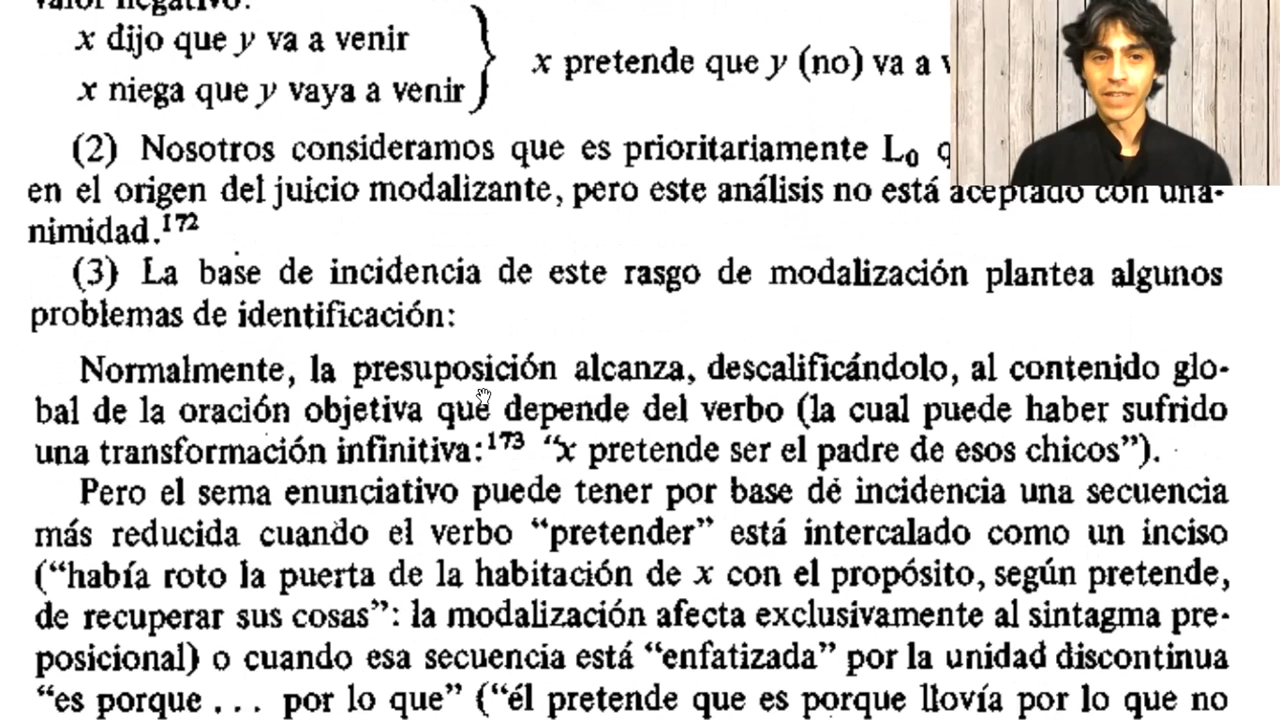 valor negativo:
x dijo que y va a venir
x niega que y vaya a venir
x pretende que y (no) va a
(2) Nosotros consideramos que es prioritariamente L₀
en el origen del juicio modalizante, pero este análisis no está aceptado con una-
nimidad.¹⁷²
(3) La base de incidencia de este rasgo de modalización plantea algunos
problemas de identificación:
Normalmente, la presuposición alcanza, descalificándolo, al contenido glo-
bal de la oración objetiva que depende del verbo (la cual puede haber sufrido
una transformación infinitiva:¹⁷³ “x pretende ser el padre de esos chicos”).
Pero el sema enunciativo puede tener por base de incidencia una secuencia
más reducida cuando el verbo “pretender” está intercalado como un inciso
(“había roto la puerta de la habitación de x con el propósito, según pretende,
de recuperar sus cosas”: la modalización afecta exclusivamente al sintagma pre-
posicional) o cuando esa secuencia está “enfatizada” por la unidad discontinua
“es porque ... por lo que” (“él pretende que es porque llovía por lo que no